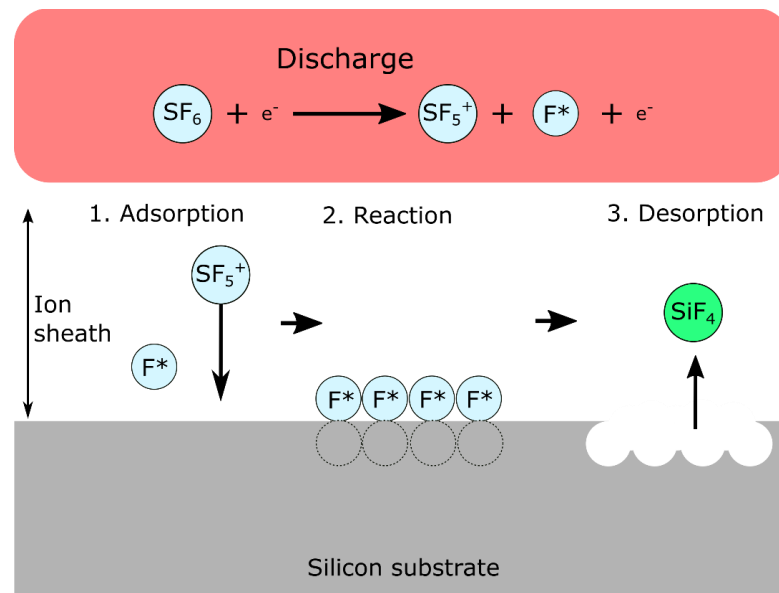 Discharge
SF₆ + e⁻ → SF₅⁺ + F* + e⁻
1. Adsorption
2. Reaction
3. Desorption
SF₅⁺
Ion
sheath
F*
SiF₄
F* F* F* F*
Silicon substrate